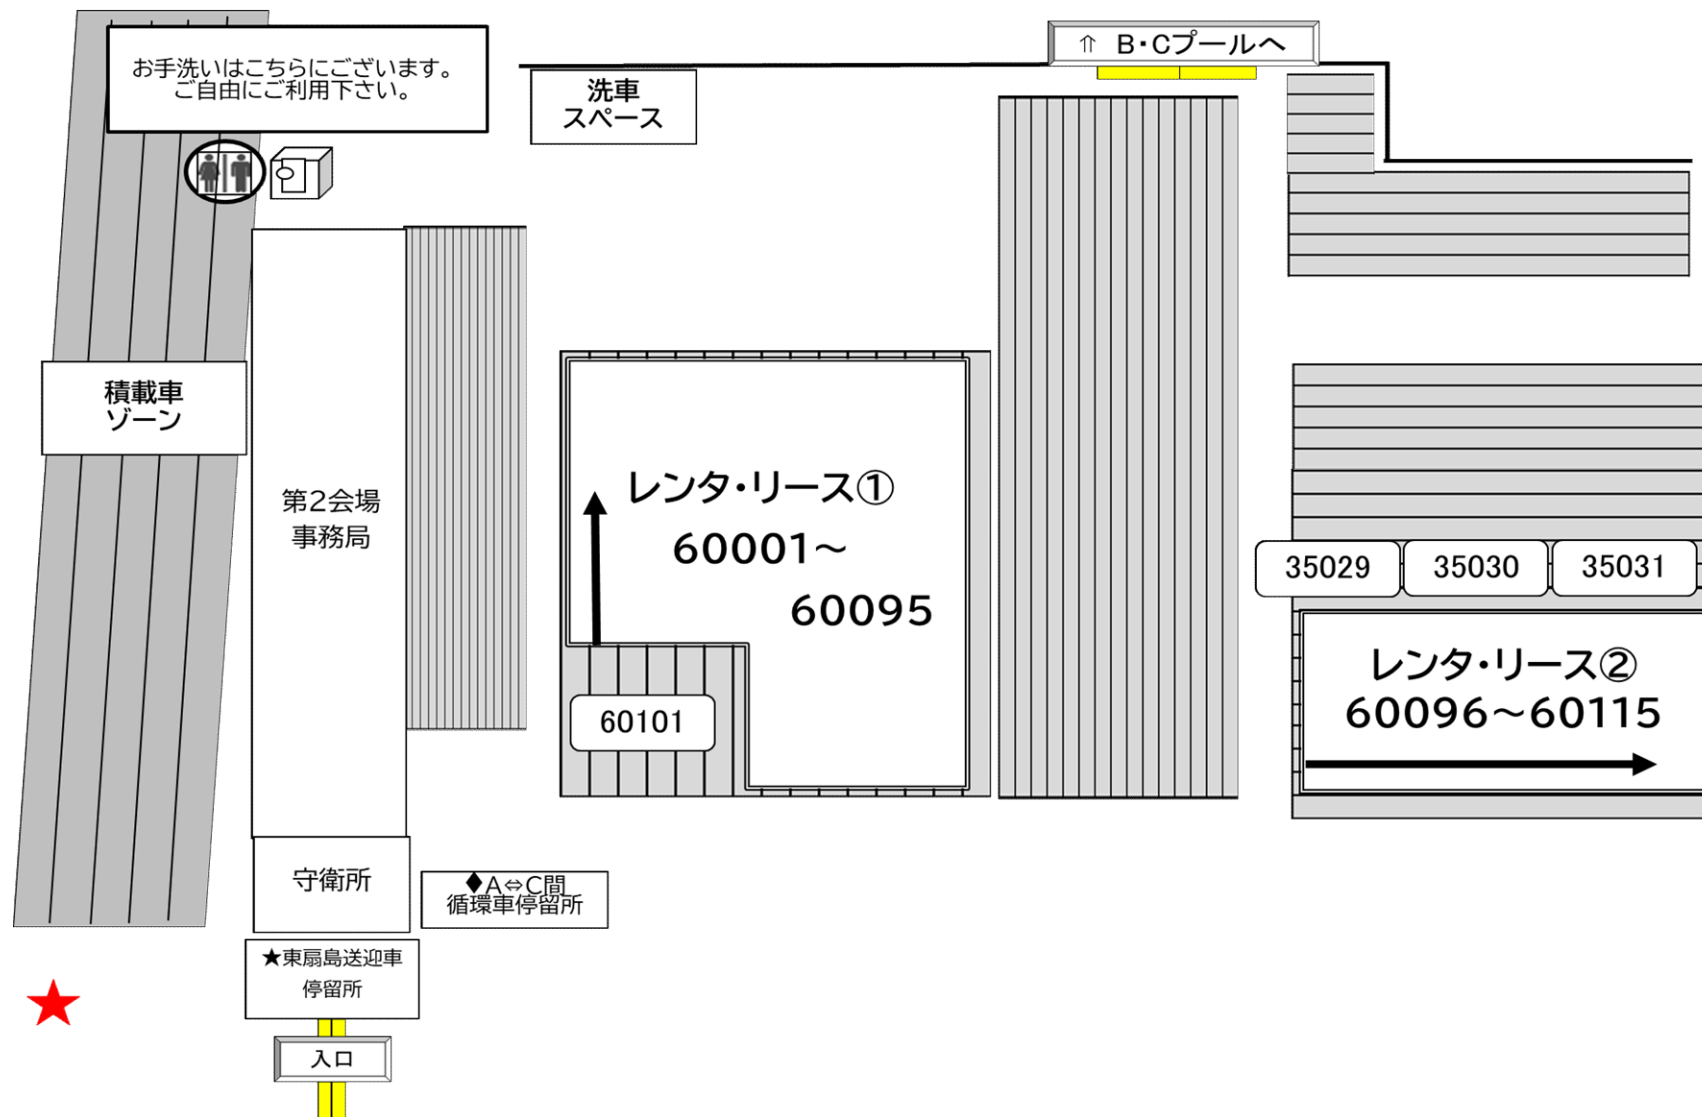 お手洗いはこちらにございます。
ご自由にご利用下さい。
洗車
スペース
⇑ B・Cプールへ
積載車
ゾーン
第2会場
事務局
レンタ・リース①
60001～
60095
60101
35029
35030
35031
レンタ・リース②
60096～60115
守衛所
◆A⇔C間
循環車停留所
★東扇島送迎車
停留所
入口